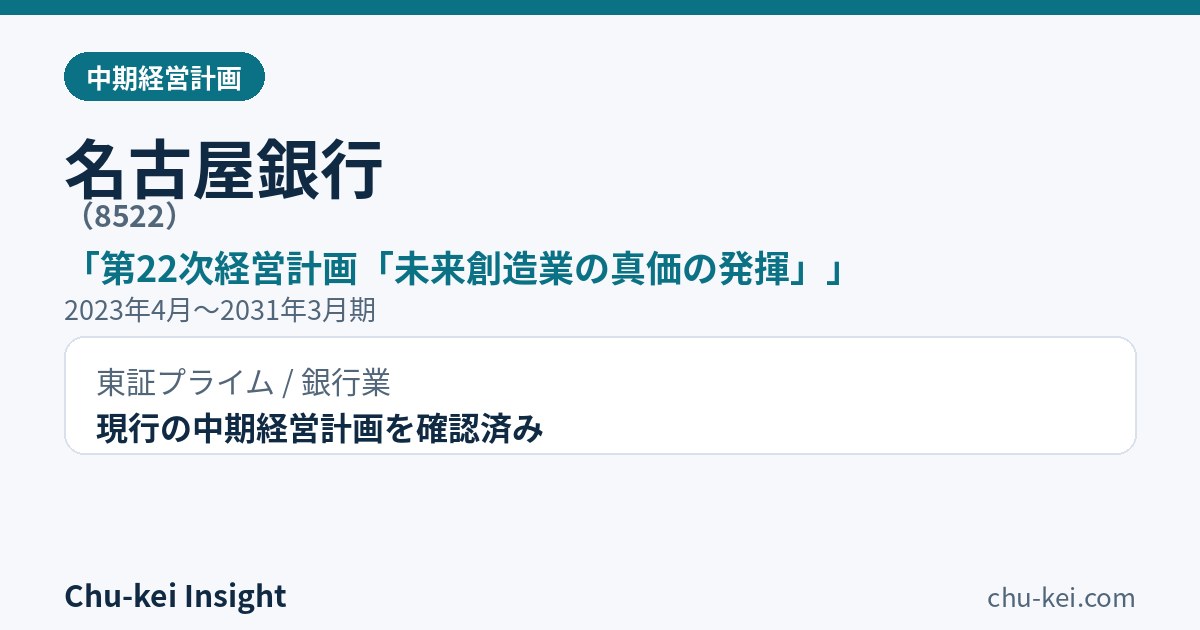 中期経営計画
名古屋銀行
（8522）
「第22次経営計画「未来創造業の真価の発揮」」
2023年4月〜2031年3月期
東証プライム / 銀行業
現行の中期経営計画を確認済み
Chu-kei Insight
chu-kei.com